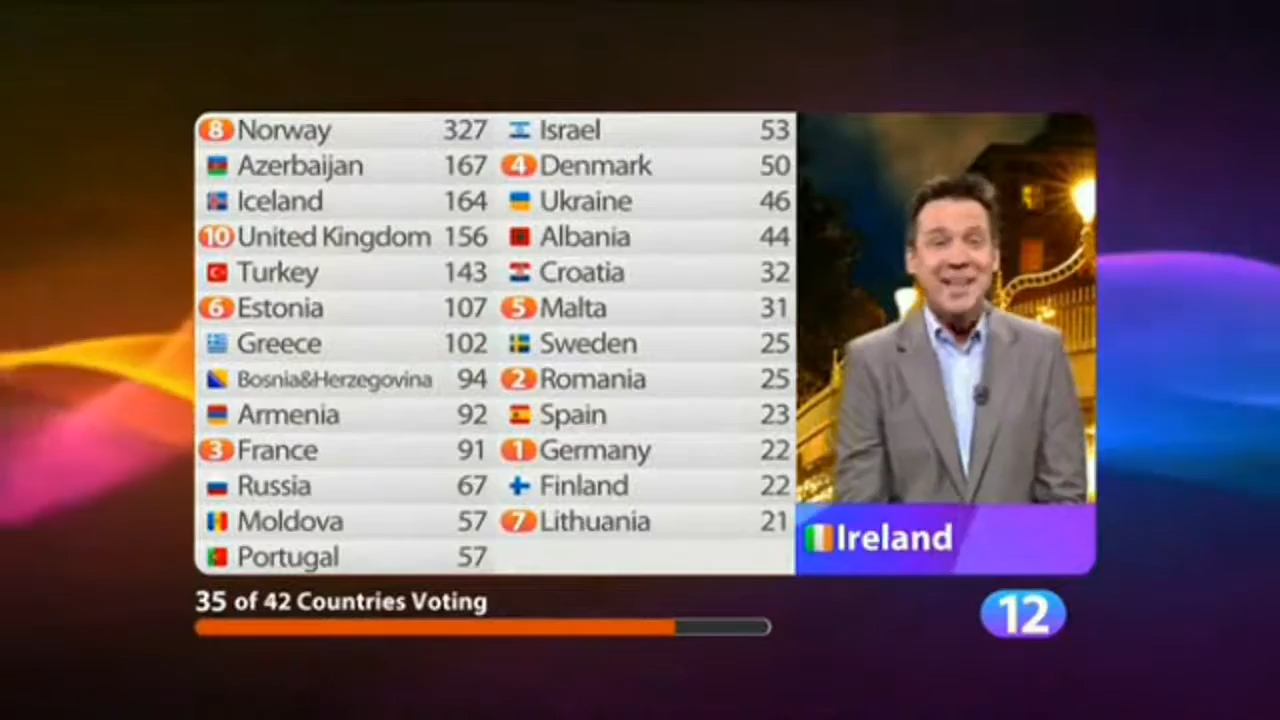 8 Norway 327
Azerbaijan 167
Iceland 164
10 United Kingdom 156
Turkey 143
6 Estonia 107
Greece 102
Bosnia&Herzegovina 94
Armenia 92
3 France 91
Russia 67
Moldova 57
Portugal 57
Israel 53
4 Denmark 50
Ukraine 46
Albania 44
Croatia 32
5 Malta 31
Sweden 25
2 Romania 25
Spain 23
1 Germany 22
Finland 22
7 Lithuania 21
Ireland
35 of 42 Countries Voting
12